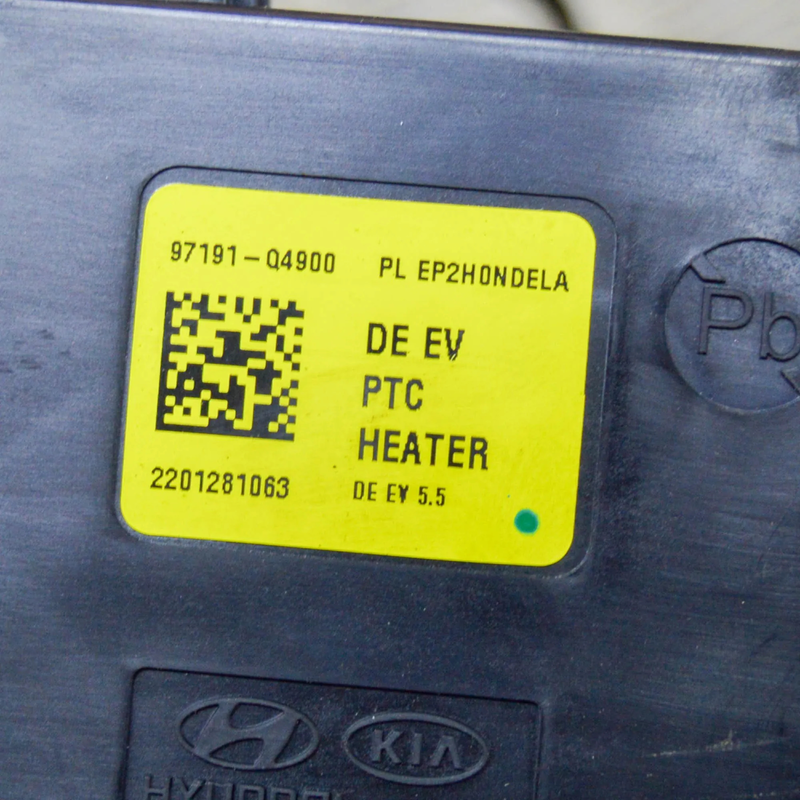 97191-Q4900 PL EP2H0NDELA
DE EV
PTC
HEATER
2201281063 DE EV 5.5
Pb
KIA